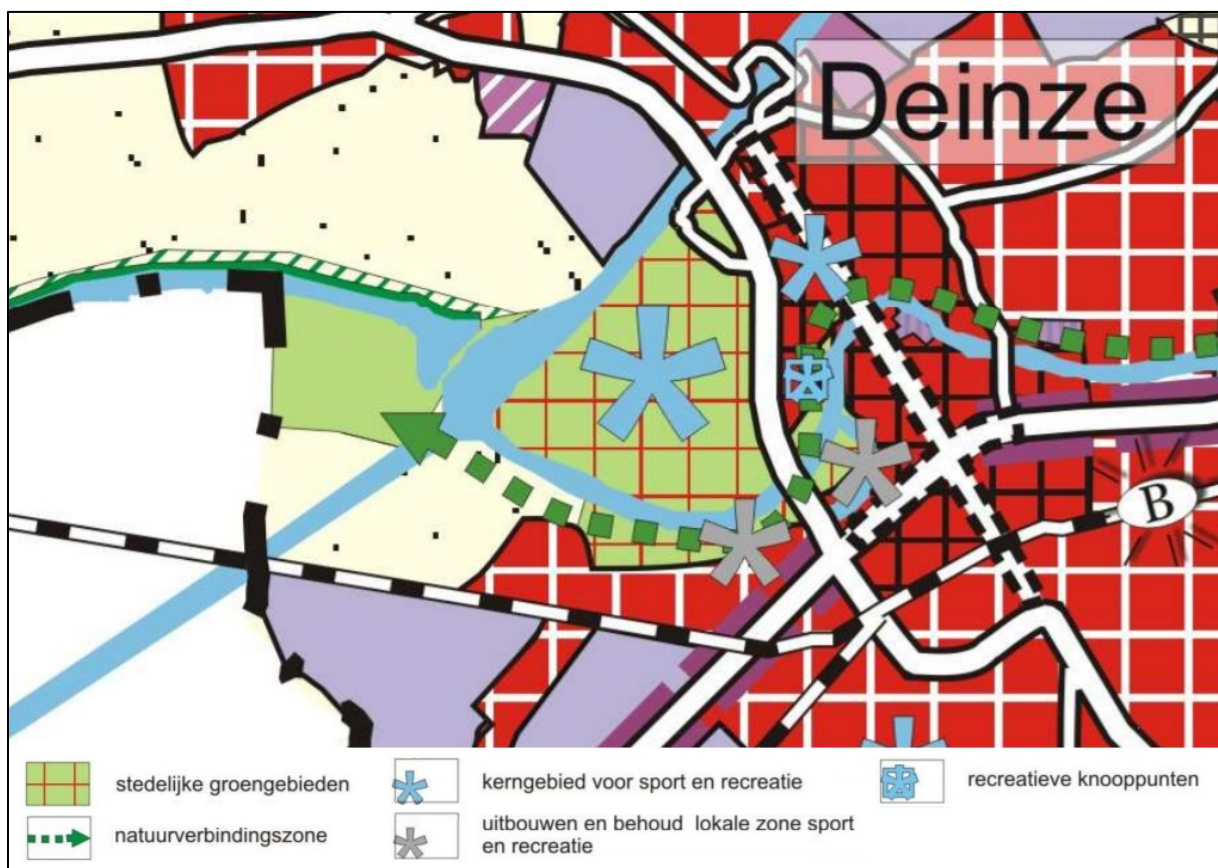 Deinze
B
stedelijke groengebieden
kerngebied voor sport en recreatie
recreatieve knooppunten
natuurverbindingszone
uitbouwen en behoud lokale zone sport
en recreatie